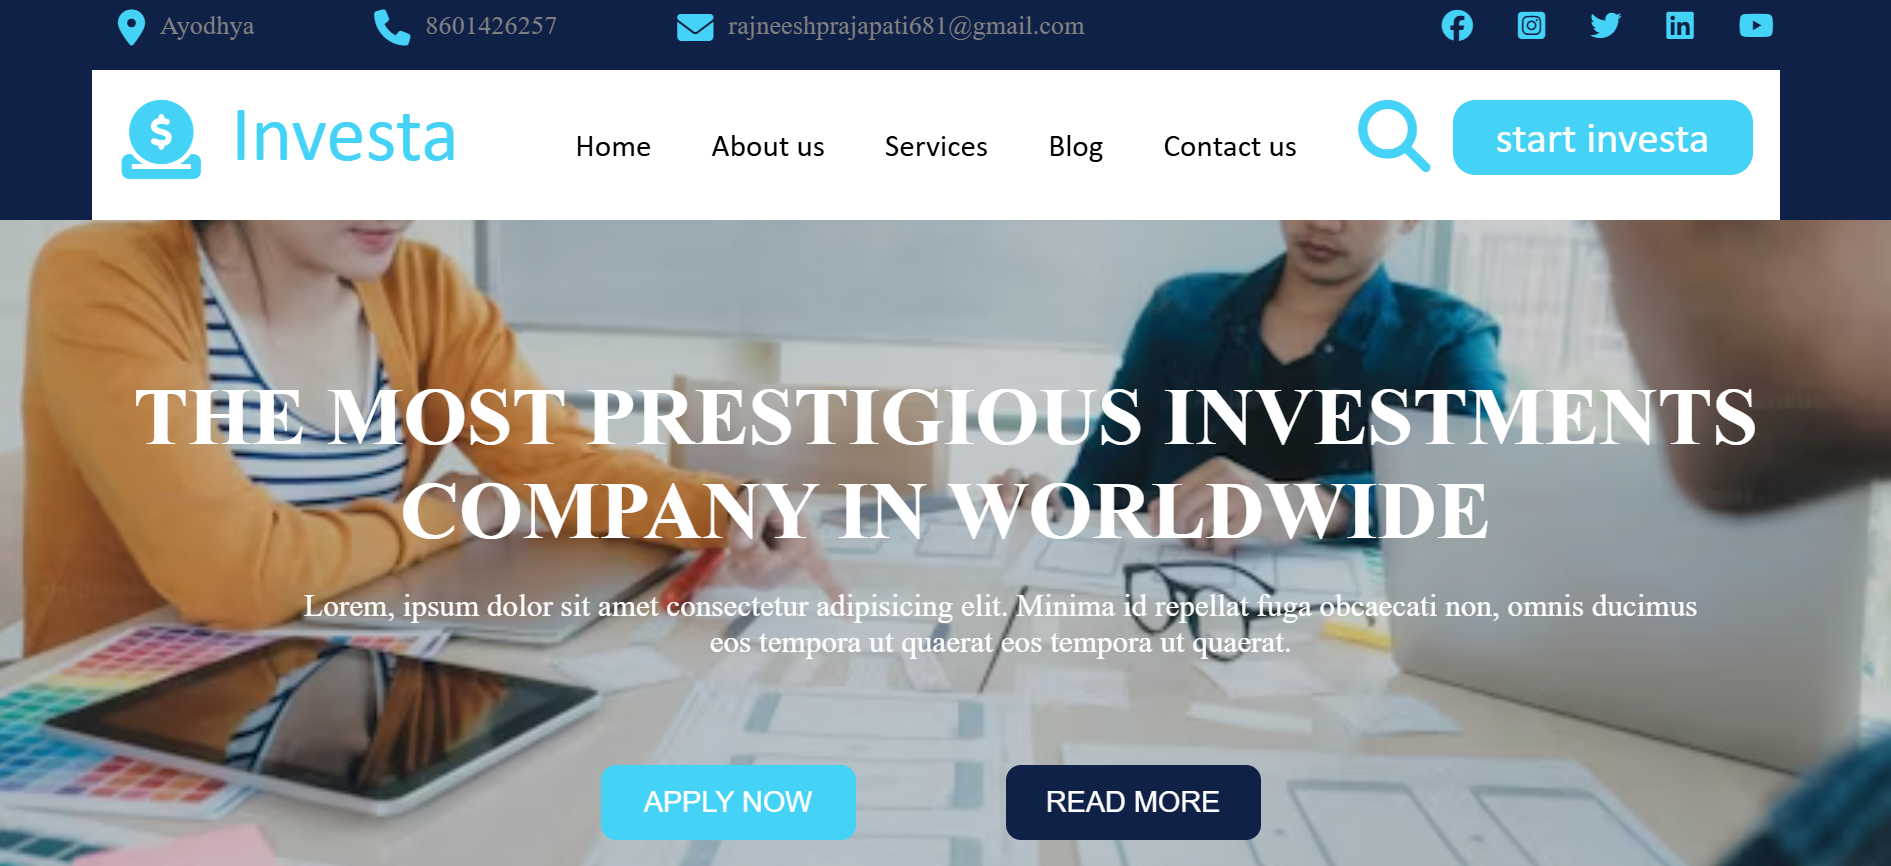 Ayodhya 8601426257 rajneeshprajapati681@gmail.com
Investa Home About us Services Blog Contact us start investa
THE MOST PRESTIGIOUS INVESTMENTS
COMPANY IN WORLDWIDE
Lorem, ipsum dolor sit amet consectetur adipisicing elit. Minima id repellat fuga obcaecati non, omnis ducimus
eos tempora ut quaerat eos tempora ut quaerat.
APPLY NOW READ MORE